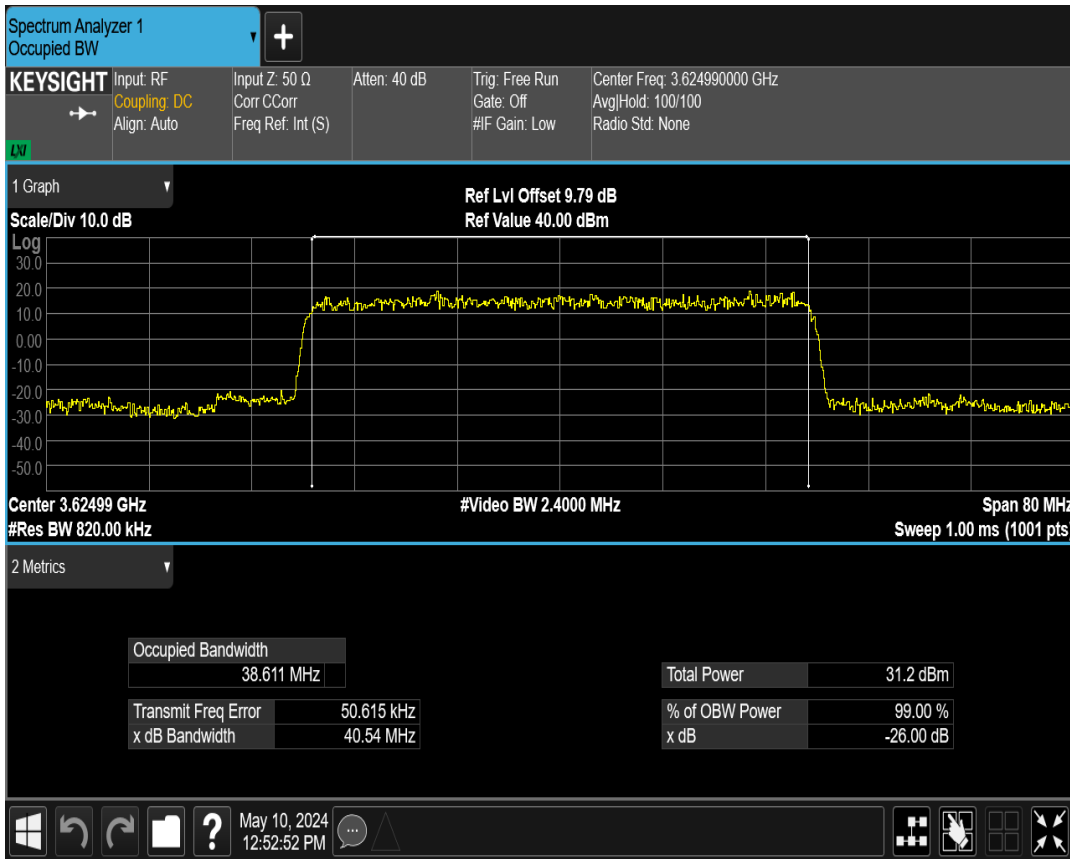 Spectrum Analyzer 1
Occupied BW
KEYSIGHT
LXI
Input: RF
Coupling: DC
Align: Auto
Input Z: 50 Ω
Corr CCorr
Freq Ref: Int (S)
Atten: 40 dB
Trig: Free Run
Gate: Off
#IF Gain: Low
Center Freq: 3.624990000 GHz
Avg|Hold: 100/100
Radio Std: None
1 Graph
Scale/Div 10.0 dB
Ref Lvl Offset 9.79 dB
Ref Value 40.00 dBm
Log
30.0
20.0
10.0
0.00
-10.0
-20.0
-30.0
-40.0
-50.0
Center 3.62499 GHz
#Res BW 820.00 kHz
#Video BW 2.4000 MHz
Span 80 MHz
Sweep 1.00 ms (1001 pts)
2 Metrics
Occupied Bandwidth
38.611 MHz
Transmit Freq Error 50.615 kHz
x dB Bandwidth 40.54 MHz
Total Power 31.2 dBm
% of OBW Power 99.00 %
x dB -26.00 dB
?
May 10, 2024
12:52:52 PM